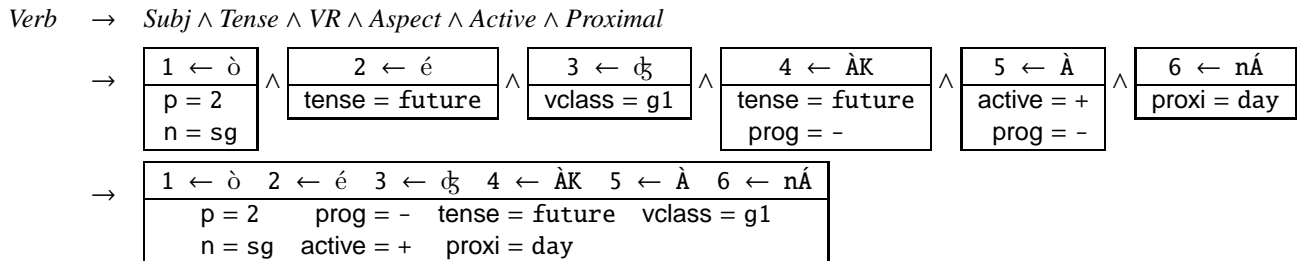 Verb → Subj ∧ Tense ∧ VR ∧ Aspect ∧ Active ∧ Proximal
→ 1 ← ò ∧ 2 ← é ∧ 3 ← ʤ ∧ 4 ← ÀK ∧ 5 ← À ∧ 6 ← nÁ
p = 2 tense = future vclass = g1 tense = future active = + proxi = day
n = sg prog = - prog = -
→ 1 ← ò 2 ← é 3 ← ʤ 4 ← ÀK 5 ← À 6 ← nÁ
p = 2 prog = - tense = future vclass = g1
n = sg active = + proxi = day